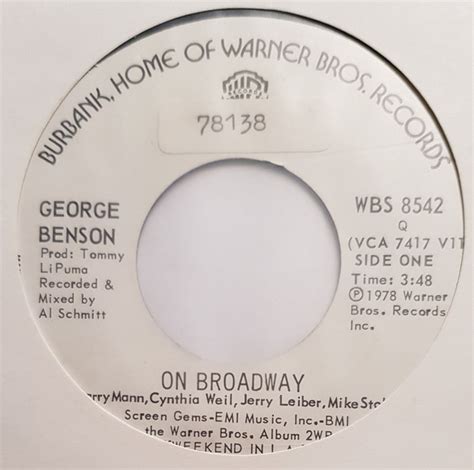 BURBANK, HOME OF WARNER BROS. RECORDS
78138
GEORGE
BENSON
Prod: Tommy
LiPuma
Recorded &
Mixed by
Al Schmitt
WBS 8542
Q
(VCA 7417 V1)
SIDE ONE
Time: 3:48
Ⓟ 1978 Warner
Bros. Records
Inc.
ON BROADWAY
arry Mann, Cynthia Weil, Jerry Leiber, Mike Stol
Screen Gems-EMI Music, Inc.-BMI
the Warner Bros. Album 2WB
WEEKEND IN L.A.